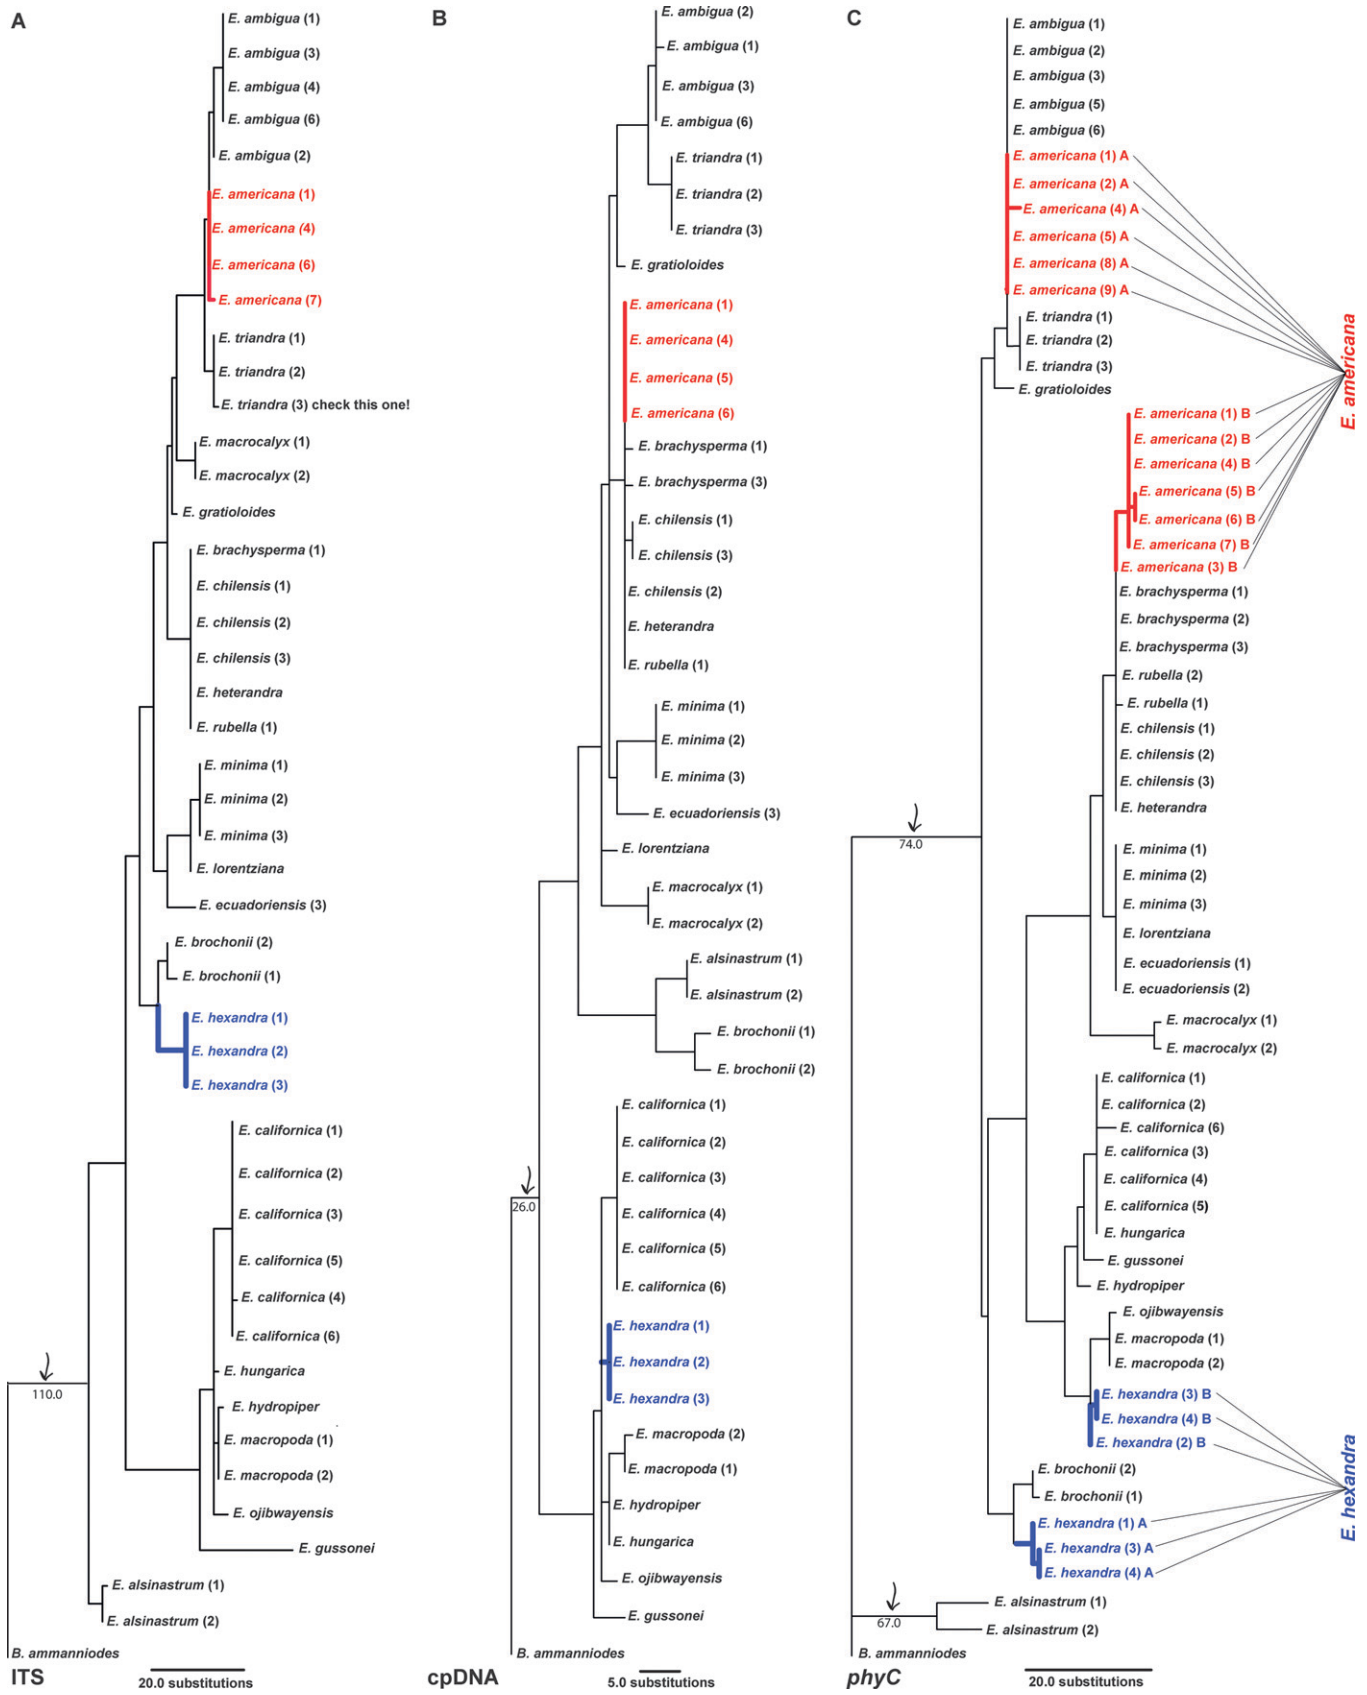 A
E. ambigua (1)
E. ambigua (3)
E. ambigua (4)
E. ambigua (6)
E. ambigua (2)
E. americana (1)
E. americana (4)
E. americana (6)
E. americana (7)
E. triandra (1)
E. triandra (2)
E. triandra (3) check this one!
E. macrocalyx (1)
E. macrocalyx (2)
E. gratioloides
E. brachysperma (1)
E. chilensis (1)
E. chilensis (2)
E. chilensis (3)
E. heterandra
E. rubella (1)
E. minima (1)
E. minima (2)
E. minima (3)
E. lorentziana
E. ecuadoriensis (3)
E. brochonii (2)
E. brochonii (1)
E. hexandra (1)
E. hexandra (2)
E. hexandra (3)
E. californica (1)
E. californica (2)
E. californica (3)
E. californica (5)
E. californica (4)
E. californica (6)
E. hungarica
110.0
E. hydropiper
E. macropoda (1)
E. macropoda (2)
E. ojibwayensis
E. gussonei
E. alsinastrum (1)
E. alsinastrum (2)
B. ammanniodes
ITS
20.0 substitutions
B
E. ambigua (2)
E. ambigua (1)
E. ambigua (3)
E. ambigua (6)
E. triandra (1)
E. triandra (2)
E. triandra (3)
E. gratioloides
E. americana (1)
E. americana (4)
E. americana (5)
E. americana (6)
E. brachysperma (1)
E. brachysperma (3)
E. chilensis (1)
E. chilensis (3)
E. chilensis (2)
E. heterandra
E. rubella (1)
E. minima (1)
E. minima (2)
E. minima (3)
E. ecuadoriensis (3)
E. lorentziana
E. macrocalyx (1)
E. macrocalyx (2)
E. alsinastrum (1)
E. alsinastrum (2)
E. brochonii (1)
E. brochonii (2)
E. californica (1)
E. californica (2)
E. californica (3)
26.0
E. californica (4)
E. californica (5)
E. californica (6)
E. hexandra (1)
E. hexandra (2)
E. hexandra (3)
E. macropoda (2)
E. macropoda (1)
E. hydropiper
E. hungarica
E. ojibwayensis
E. gussonei
B. ammanniodes
cpDNA
5.0 substitutions
C
E. ambigua (1)
E. ambigua (2)
E. ambigua (3)
E. ambigua (5)
E. ambigua (6)
E. americana (1) A
E. americana (2) A
E. americana (4) A
E. americana (5) A
E. americana (8) A
E. americana (9) A
E. triandra (1)
E. triandra (2)
E. triandra (3)
E. gratioloides
E. americana
E. americana (1) B
E. americana (2) B
E. americana (4) B
E. americana (5) B
E. americana (6) B
E. americana (7) B
E. americana (3) B
E. brachysperma (1)
E. brachysperma (2)
E. brachysperma (3)
E. rubella (2)
E. rubella (1)
E. chilensis (1)
E. chilensis (2)
E. chilensis (3)
E. heterandra
74.0
E. minima (1)
E. minima (2)
E. minima (3)
E. lorentziana
E. ecuadoriensis (1)
E. ecuadoriensis (2)
E. macrocalyx (1)
E. macrocalyx (2)
E. californica (1)
E. californica (2)
E. californica (6)
E. californica (3)
E. californica (4)
E. californica (5)
E. hungarica
E. gussonei
E. hydropiper
E. ojibwayensis
E. macropoda (1)
E. macropoda (2)
E. hexandra (3) B
E. hexandra (4) B
E. hexandra (2) B
E. hexandra
E. brochonii (2)
E. brochonii (1)
E. hexandra (1) A
E. hexandra (3) A
E. hexandra (4) A
67.0
E. alsinastrum (1)
E. alsinastrum (2)
B. ammanniodes
phyC
20.0 substitutions